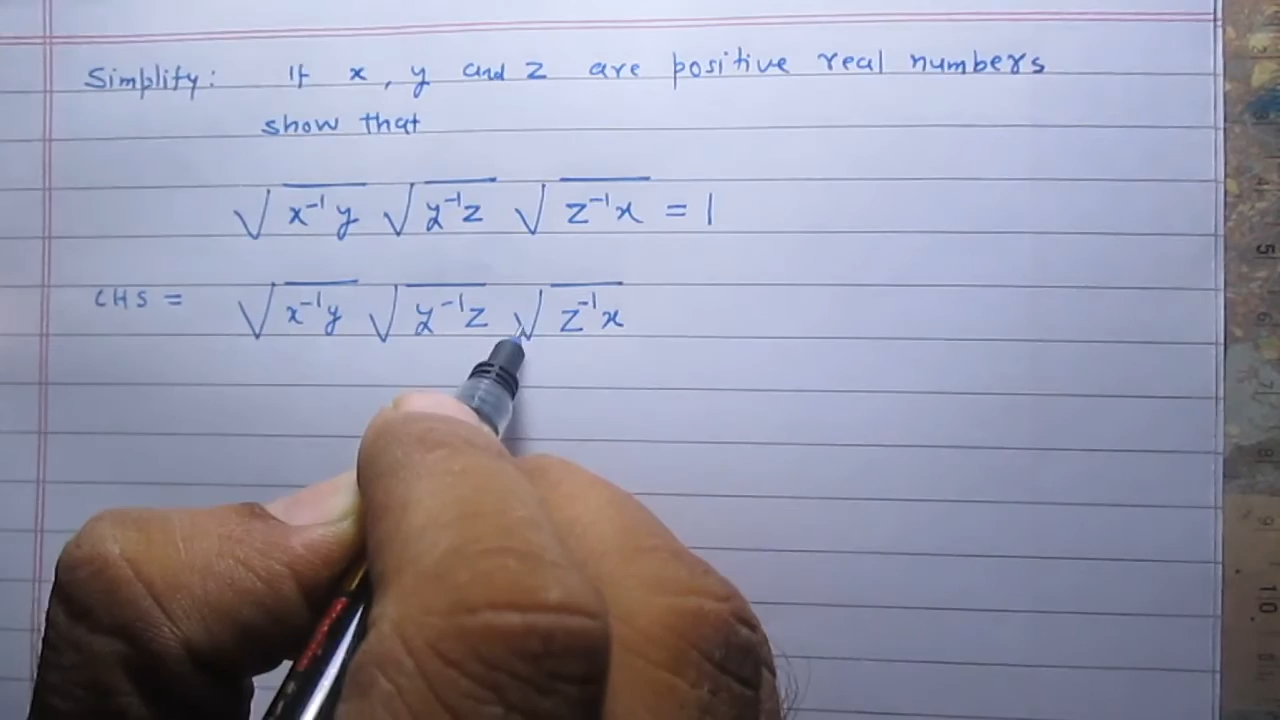 Simplify: If x, y and z are positive real numbers
show that
√x⁻¹y √y⁻¹z √z⁻¹x = 1
LHS = √x⁻¹y √y⁻¹z √z⁻¹x